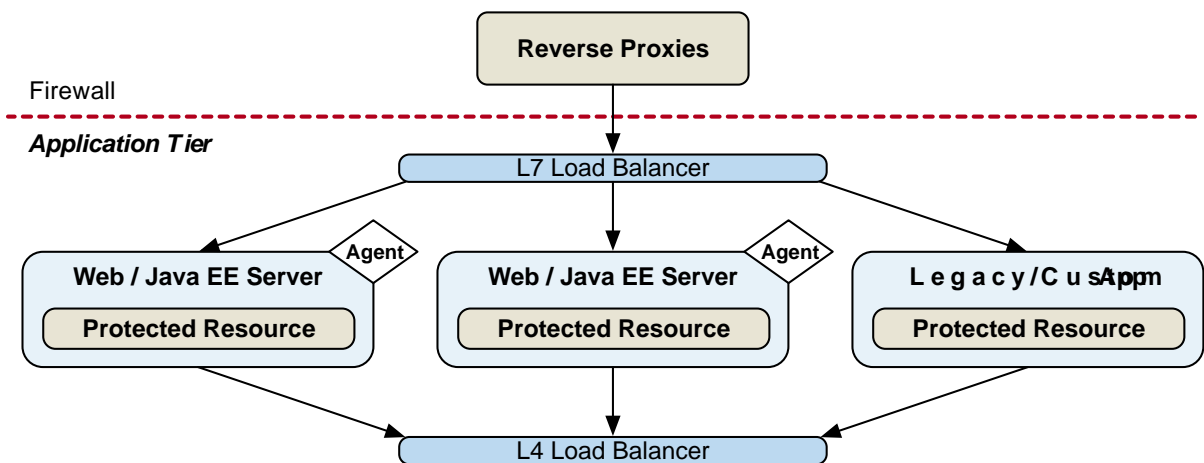 Reverse Proxies
Firewall
Application Tier
L7 Load Balancer
Agent
Agent
Web / Java EE Server
Web / Java EE Server
Legacy/Custom App
Protected Resource
Protected Resource
Protected Resource
L4 Load Balancer